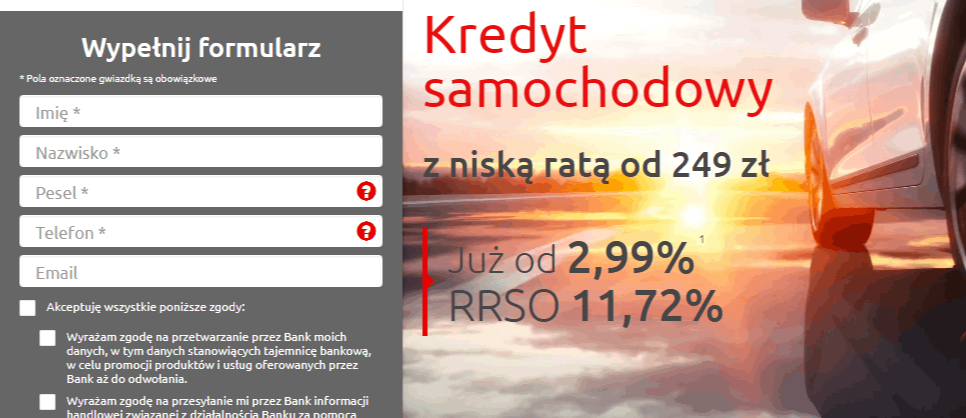 Wypełnij formularz
* Pola oznaczone gwiazdką są obowiązkowe
Imię *
Nazwisko *
Pesel *
?
Telefon *
?
Email
Akceptuję wszystkie poniższe zgody:
Wyrażam zgodę na przetwarzanie przez Bank moich
danych, w tym danych stanowiących tajemnicę bankową,
w celu promocji produktów i usług oferowanych przez
Bank aż do odwołania.
Wyrażam zgodę na przesyłanie mi przez Bank informacji
handlowej związanej z działalnością Banku za pomocą
Kredyt
samochodowy
z niską ratą od 249 zł
Już od 2,99% 1
RRSO 11,72%